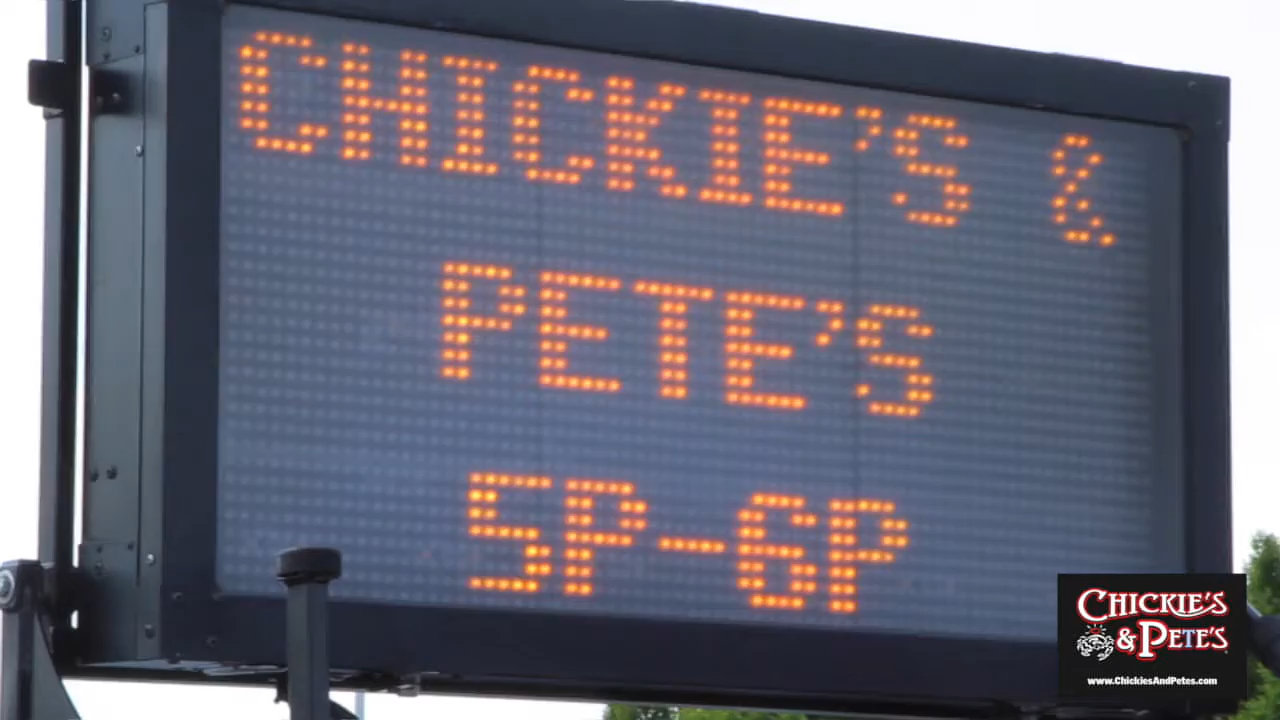 CHICKIE'S &
PETE'S
5P-6P
CHICKIE'S
& PETE'S
www.ChickiesAndPetes.com